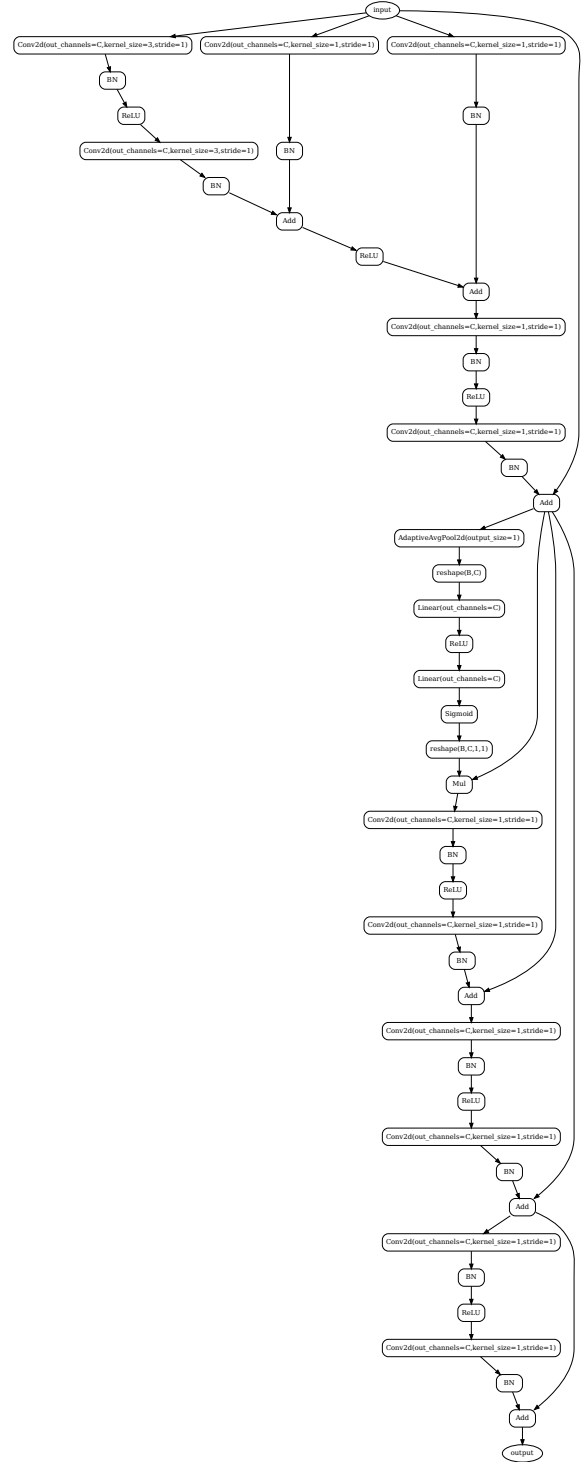 input
Conv2d(out_channels=C,kernel_size=3,stride=1)
Conv2d(out_channels=C,kernel_size=1,stride=1)
Conv2d(out_channels=C,kernel_size=1,stride=1)
BN
ReLU
BN
Conv2d(out_channels=C,kernel_size=3,stride=1)
BN
BN
Add
ReLU
Add
Conv2d(out_channels=C,kernel_size=1,stride=1)
BN
ReLU
Conv2d(out_channels=C,kernel_size=1,stride=1)
BN
Add
AdaptiveAvgPool2d(output_size=1)
reshape(B,C)
Linear(out_channels=C)
ReLU
Linear(out_channels=C)
Sigmoid
reshape(B,C,1,1)
Mul
Conv2d(out_channels=C,kernel_size=1,stride=1)
BN
ReLU
Conv2d(out_channels=C,kernel_size=1,stride=1)
BN
Add
Conv2d(out_channels=C,kernel_size=1,stride=1)
BN
ReLU
Conv2d(out_channels=C,kernel_size=1,stride=1)
BN
Add
Conv2d(out_channels=C,kernel_size=1,stride=1)
BN
ReLU
Conv2d(out_channels=C,kernel_size=1,stride=1)
BN
Add
output